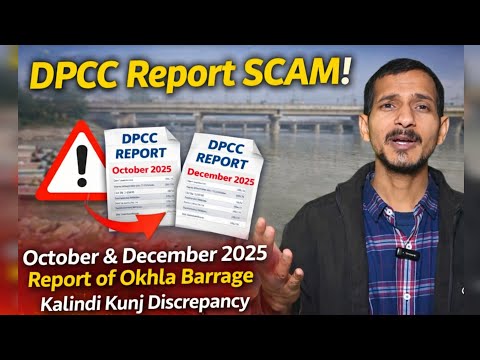 DPCC Report SCAM!
DPCC
REPORT
October 2025
DPCC
REPORT
December 2025
October & December 2025
Report of Okhla Barrage
Kalindi Kunj Discrepancy